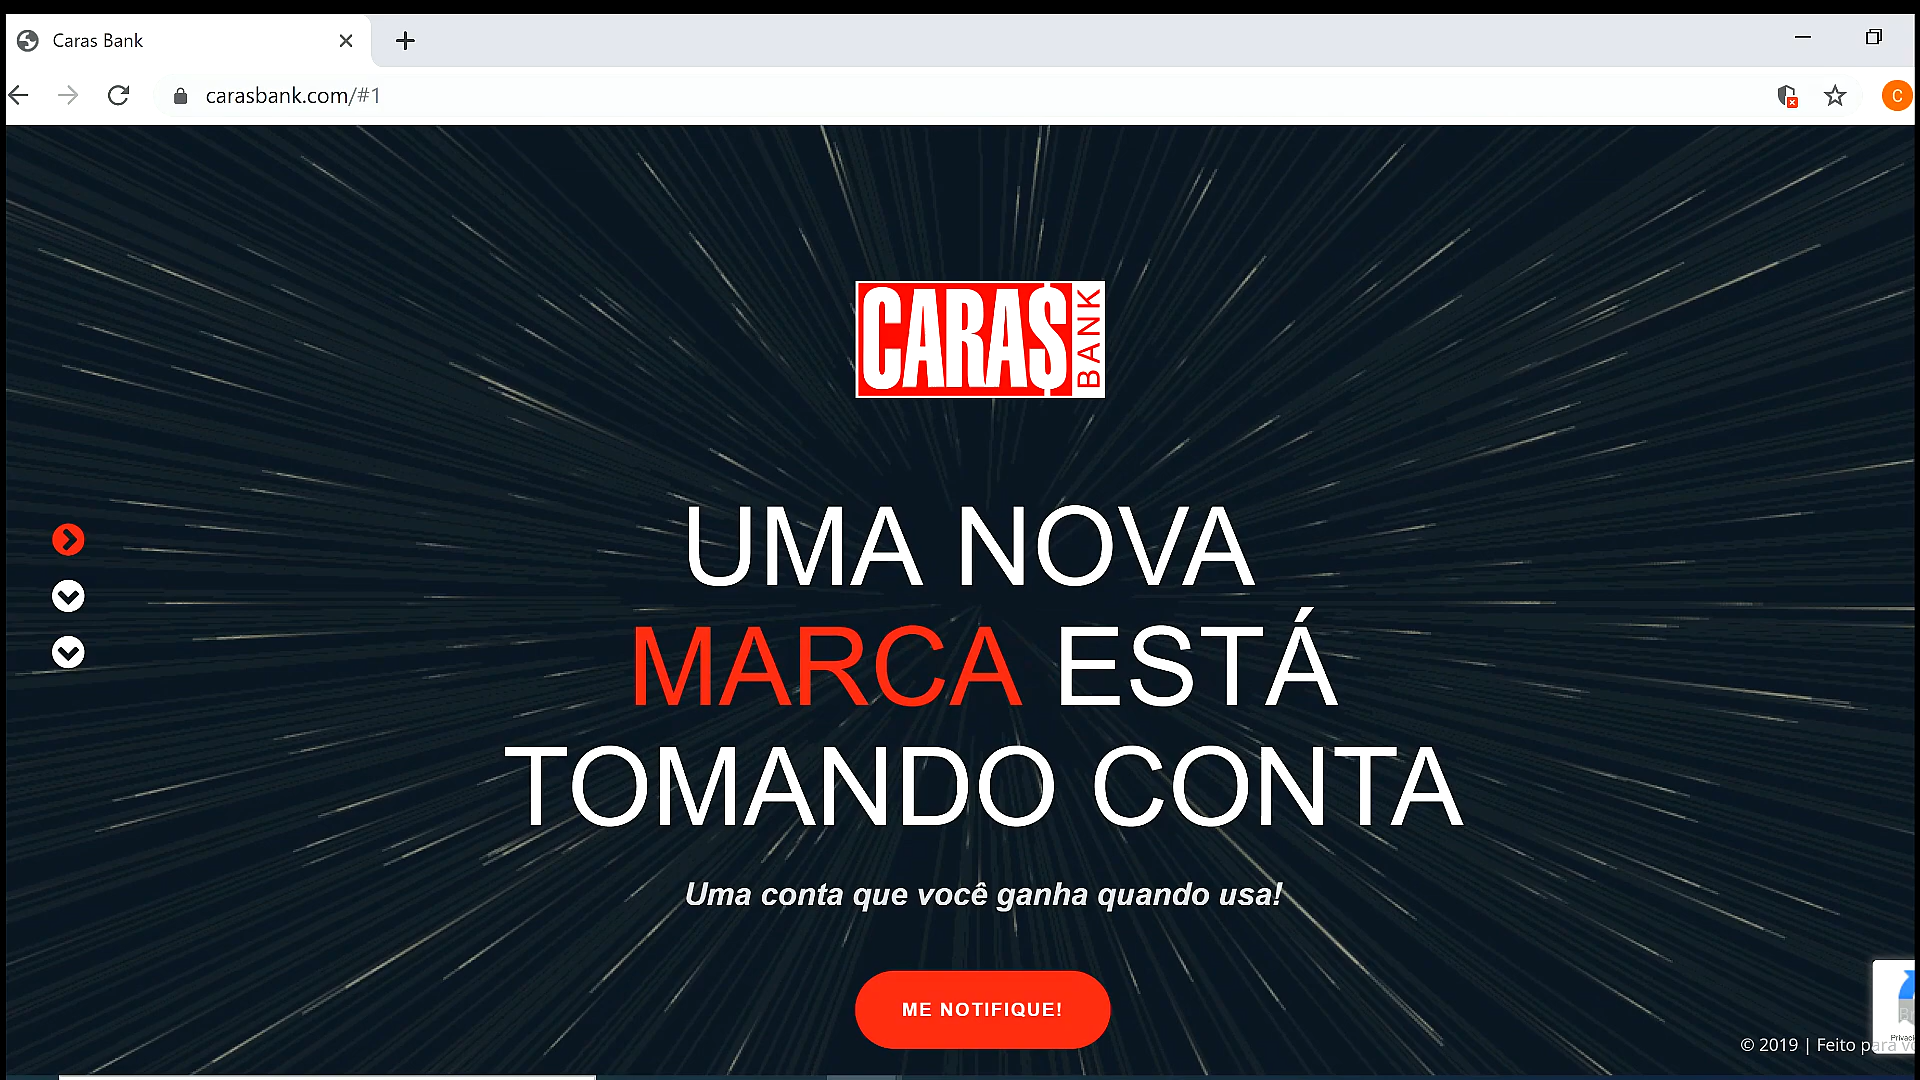 Caras Bank
carasbank.com/#1
C
CARAS
BANK
UMA NOVA
MARCA ESTÁ
TOMANDO CONTA
Uma conta que você ganha quando usa!
ME NOTIFIQUE!
© 2019 | Feito para